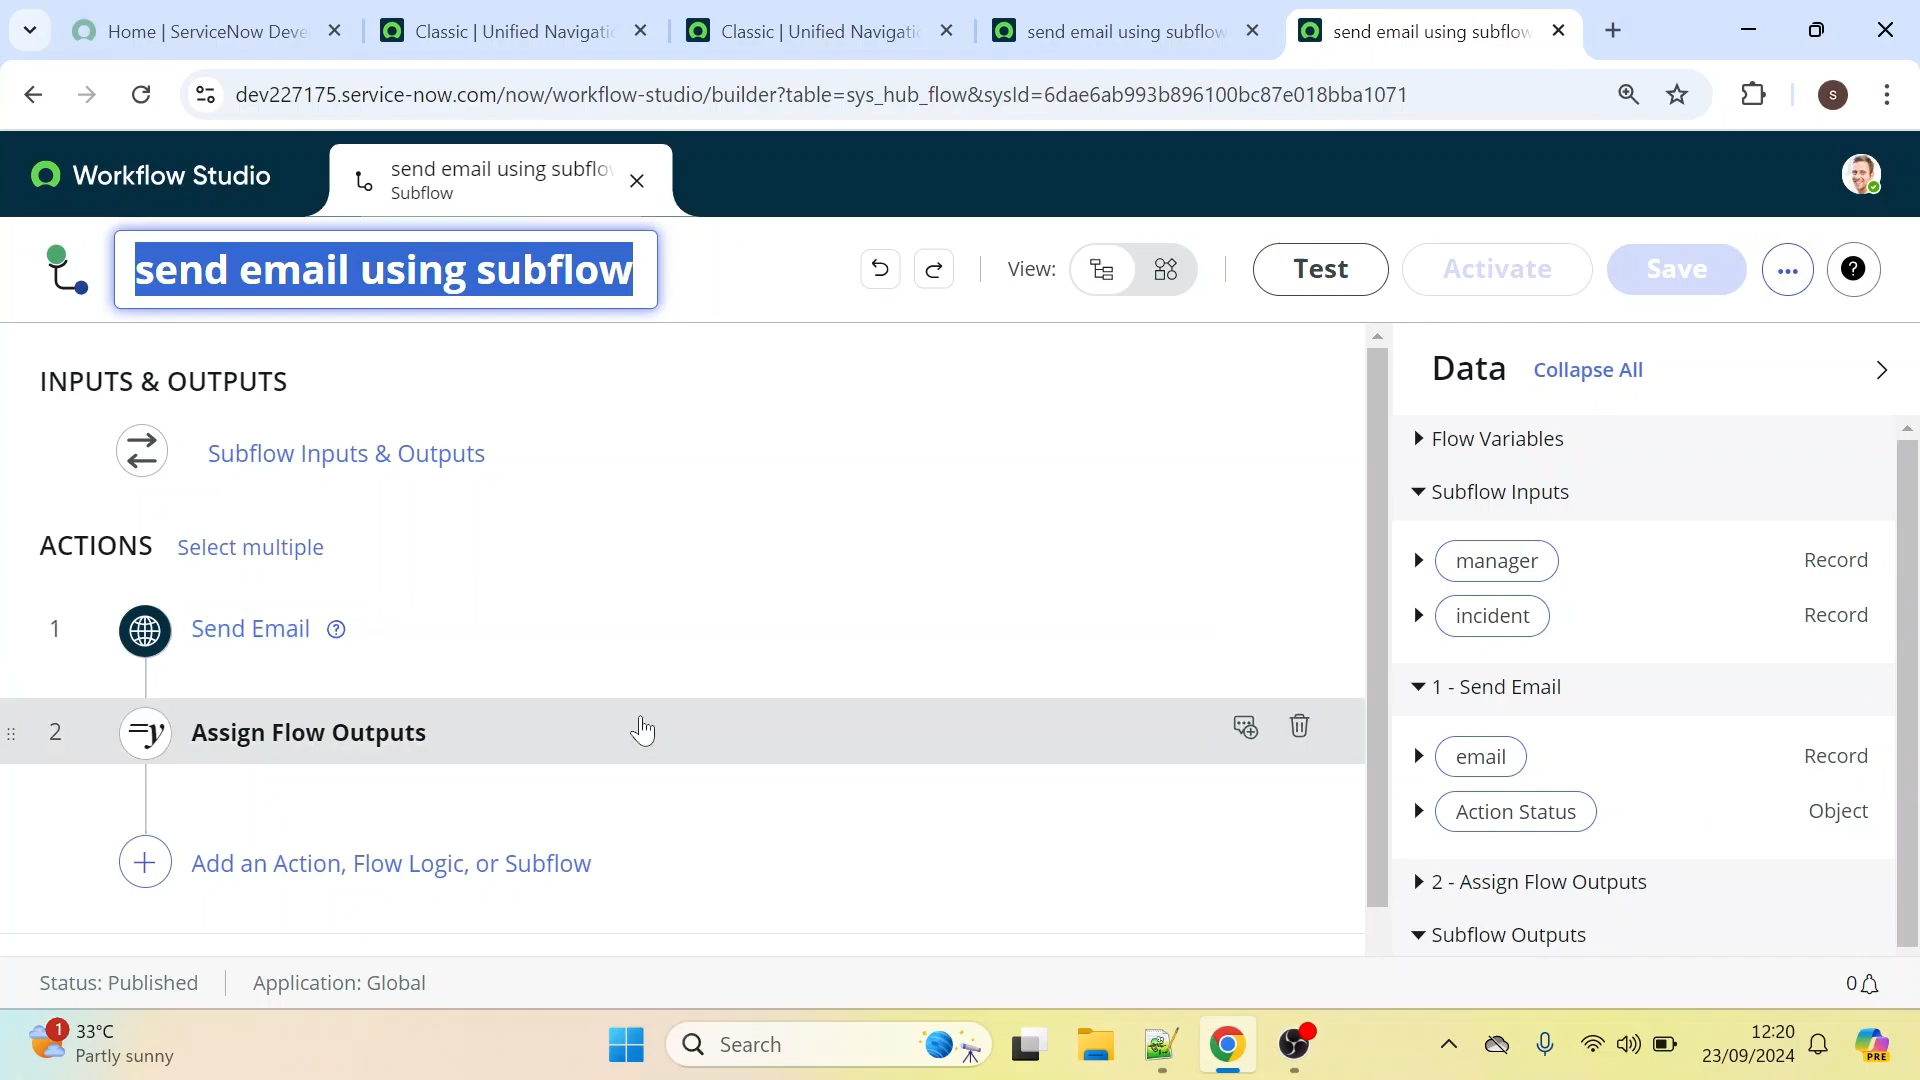 Home | ServiceNow Deve
Classic | Unified Navigatio
Classic | Unified Navigatio
send email using subflow
send email using subflow
dev227175.service-now.com/now/workflow-studio/builder?table=sys_hub_flow&sysId=6dae6ab993b896100bc87e018bba1071
s
Workflow Studio
send email using subflow
Subflow
send email using subflow
View:
Test
Activate
Save
INPUTS & OUTPUTS
Subflow Inputs & Outputs
ACTIONS Select multiple
1 Send Email
2 Assign Flow Outputs
Add an Action, Flow Logic, or Subflow
Data Collapse All
Flow Variables
Subflow Inputs
manager Record
incident Record
1 - Send Email
email Record
Action Status Object
2 - Assign Flow Outputs
Subflow Outputs
Status: Published
Application: Global
0
1
33°C
Partly sunny
Search
12:20
23/09/2024
PRE